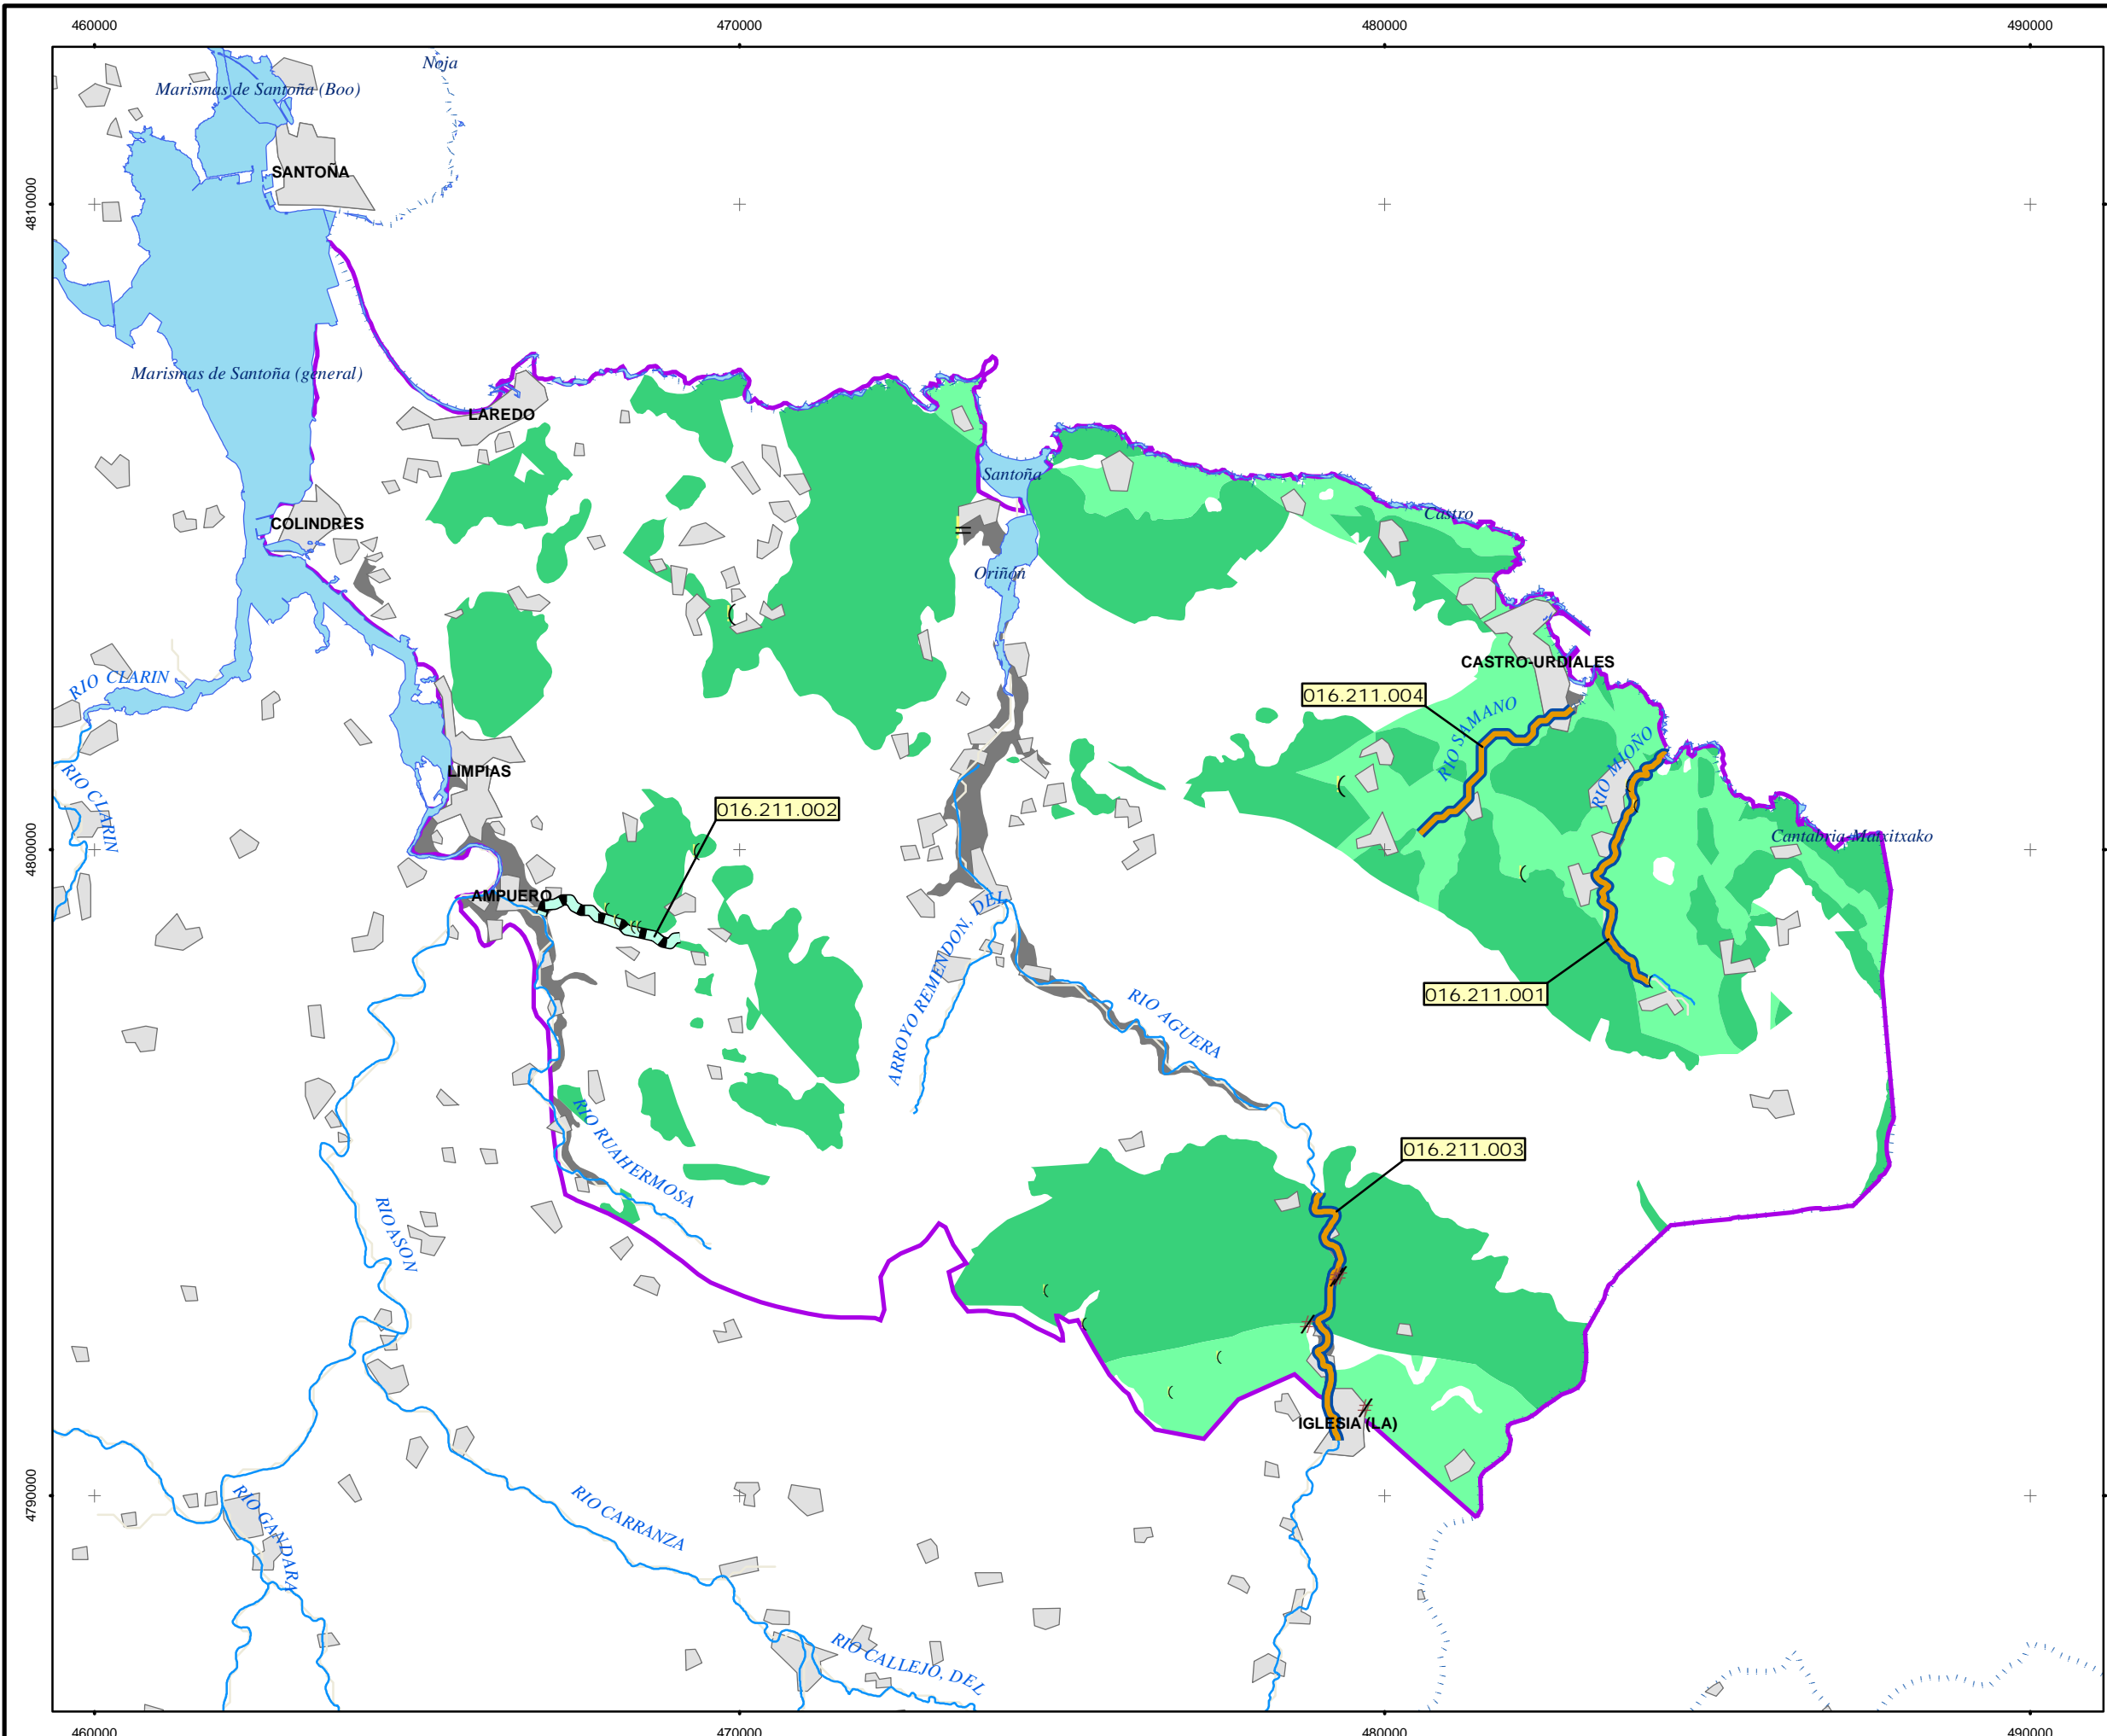 460000
470000
480000
490000
Noja
Marismas de Santoña (Boo)
SANTOÑA
4810000
Marismas de Santoña (general)
LAREDO
Santoña
Castro
COLINDRES
Oriñón
CASTRO-URDIALES
RIO CLARIN
016.211.004
RIO SAMANO
RIO MIOÑO
LIMPIAS
RIO CLARIN
016.211.002
Cantabria-Matxitxako
4800000
AMPUERO
ARROYO REMENDON, DEL
016.211.001
RIO AGUERA
RIO RUAHERMOSA
016.211.003
RIO ASON
IGLESIA (LA)
4790000
RIO GANDARA
RIO CARRANZA
RIO CALLEJO, DEL
460000
470000
480000
490000